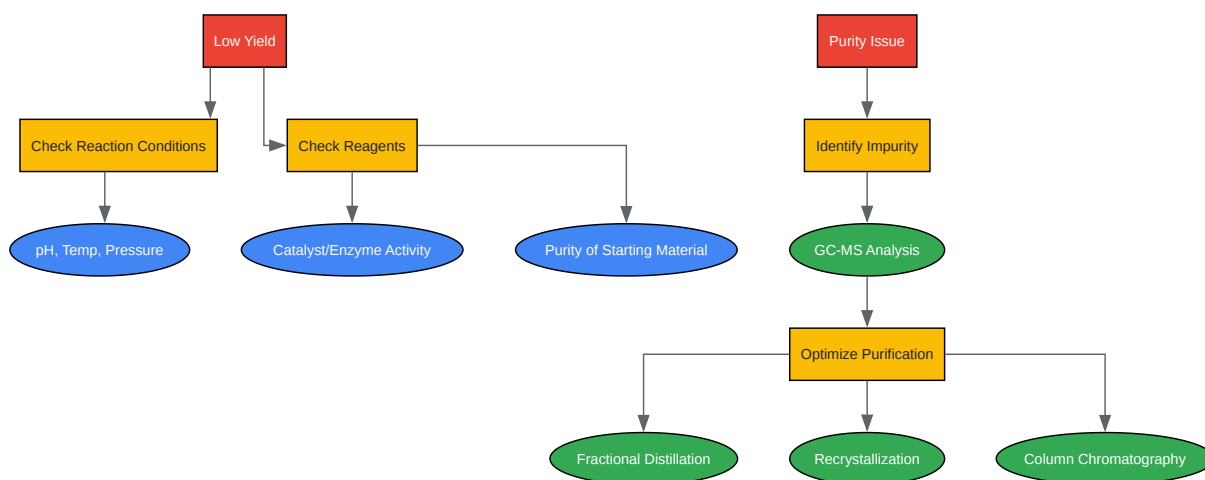 Low Yield
Purity Issue
Check Reaction Conditions
Check Reagents
Identify Impurity
pH, Temp, Pressure
Catalyst/Enzyme Activity
Purity of Starting Material
GC-MS Analysis
Optimize Purification
Fractional Distillation
Recrystallization
Column Chromatography